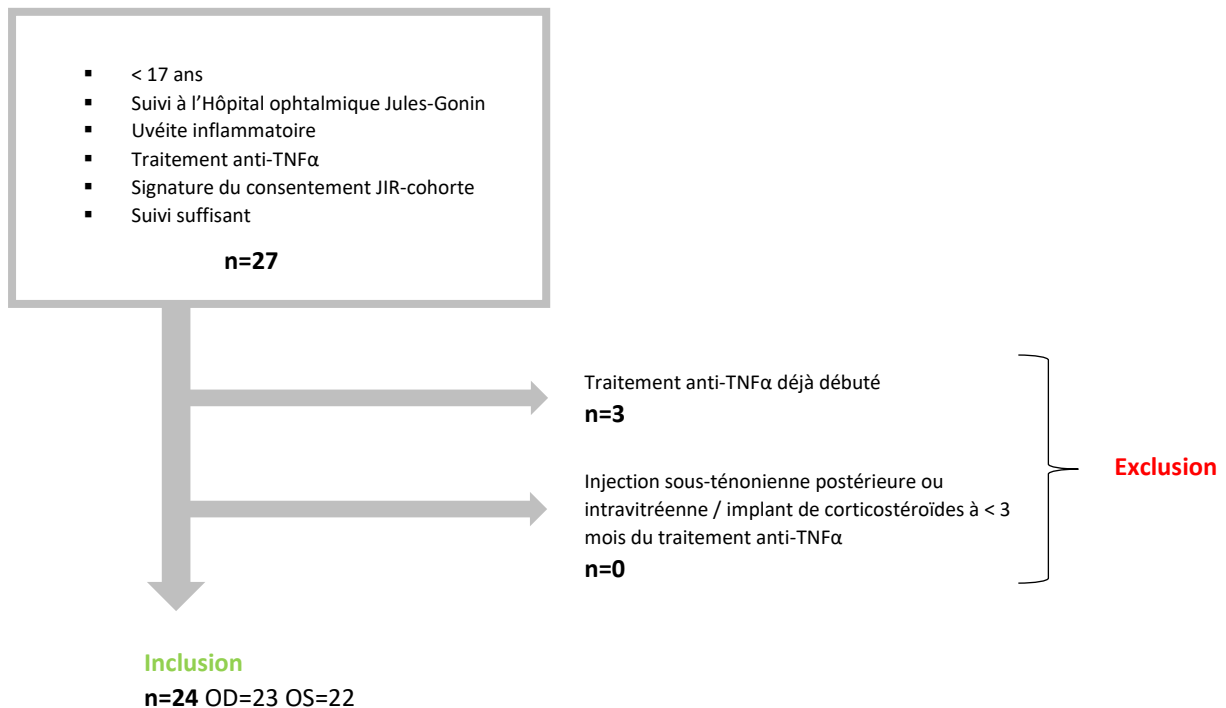 ▪ < 17 ans
▪ Suivi à l’Hôpital ophtalmique Jules-Gonin
▪ Uvéite inflammatoire
▪ Traitement anti-TNFα
▪ Signature du consentement JIR-cohorte
▪ Suivi suffisant
n=27
Traitement anti-TNFα déjà débuté
n=3
Injection sous-ténonienne postérieure ou
intravitréenne / implant de corticostéroïdes à < 3
mois du traitement anti-TNFα
n=0
Exclusion
Inclusion
n=24 OD=23 OS=22